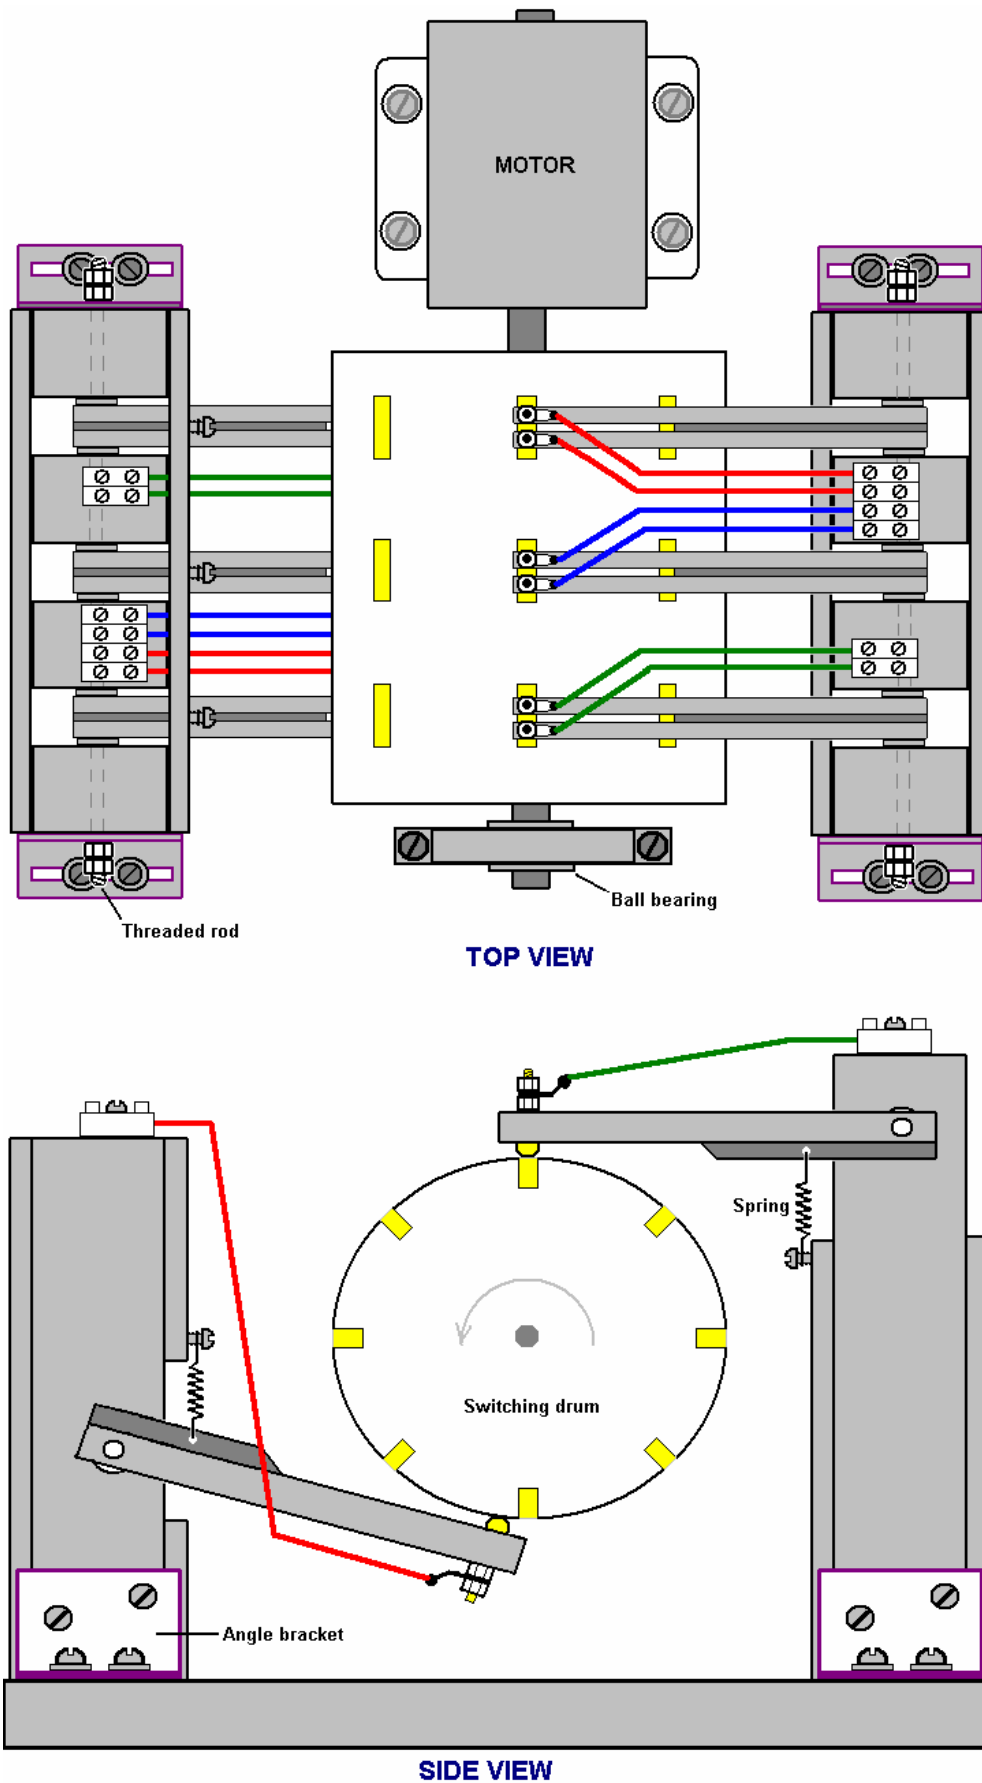 MOTOR
Ball bearing
Threaded rod
TOP VIEW
Spring
Switching drum
Angle bracket
SIDE VIEW